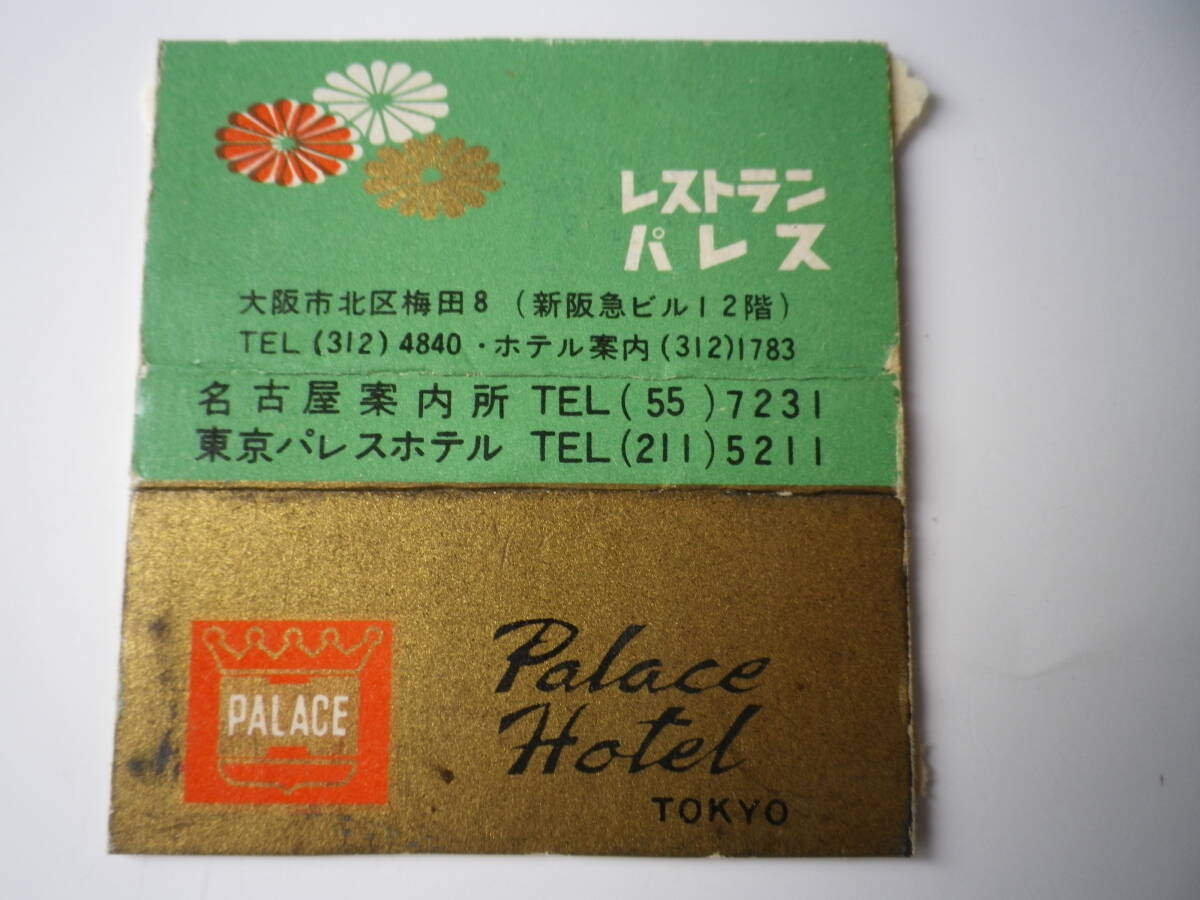 レストラン
パレス
大阪市北区梅田8 (新阪急ビル12階)
TEL (312) 4840・ホテル案内 (312)1783
名古屋案内所 TEL(55)7231
東京パレスホテル TEL(211)5211
PALACE
Palace
Hotel
TOKYO